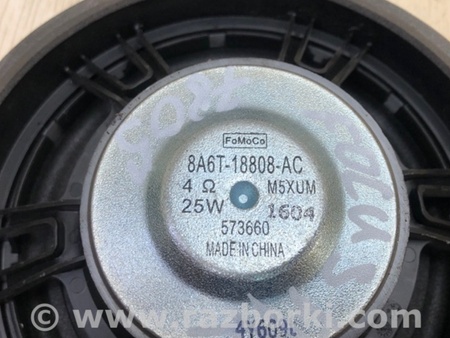 FoMoCo
8A6T-18808-AC
4 Ω M5XUM
25W 1604
573660
MADE IN CHINA
www.razborki.com